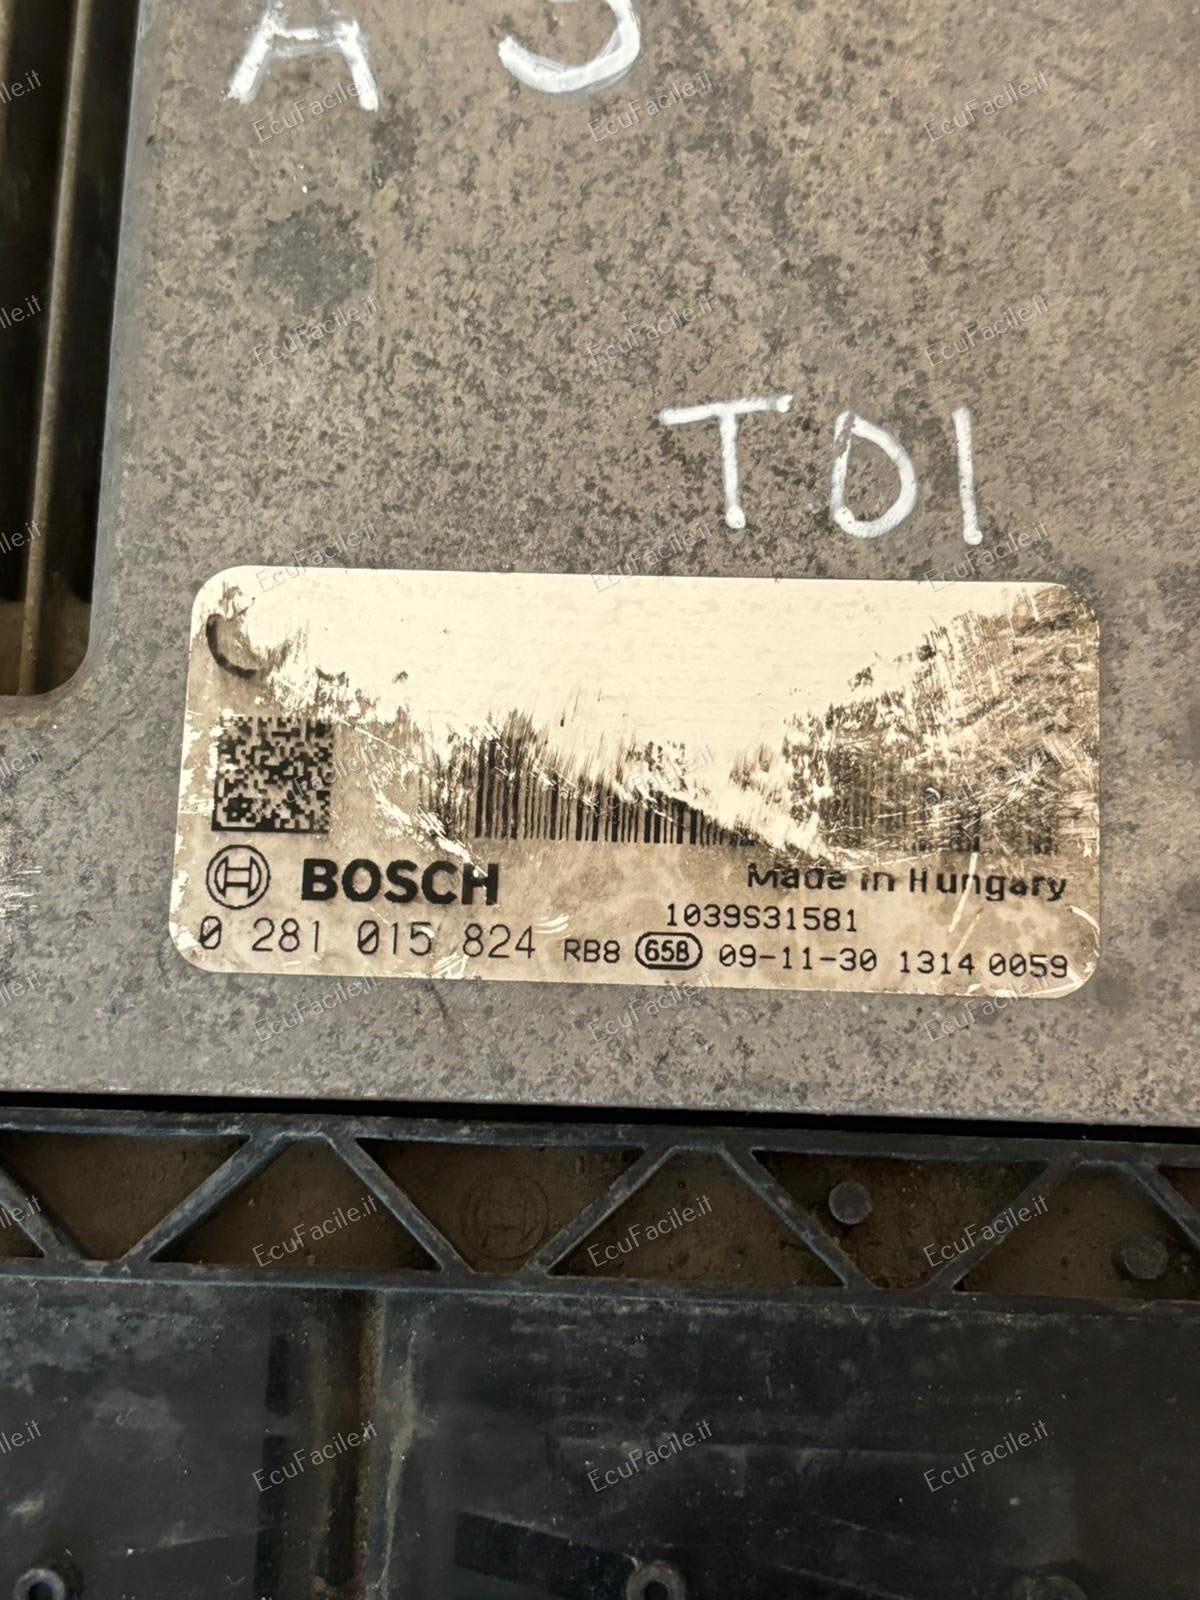 A 5
TDI
BOSCH
Made in Hungary
1039S31581
0 281 015 824 RB8 658 09-11-30 1314 0059
EcuFacile.it